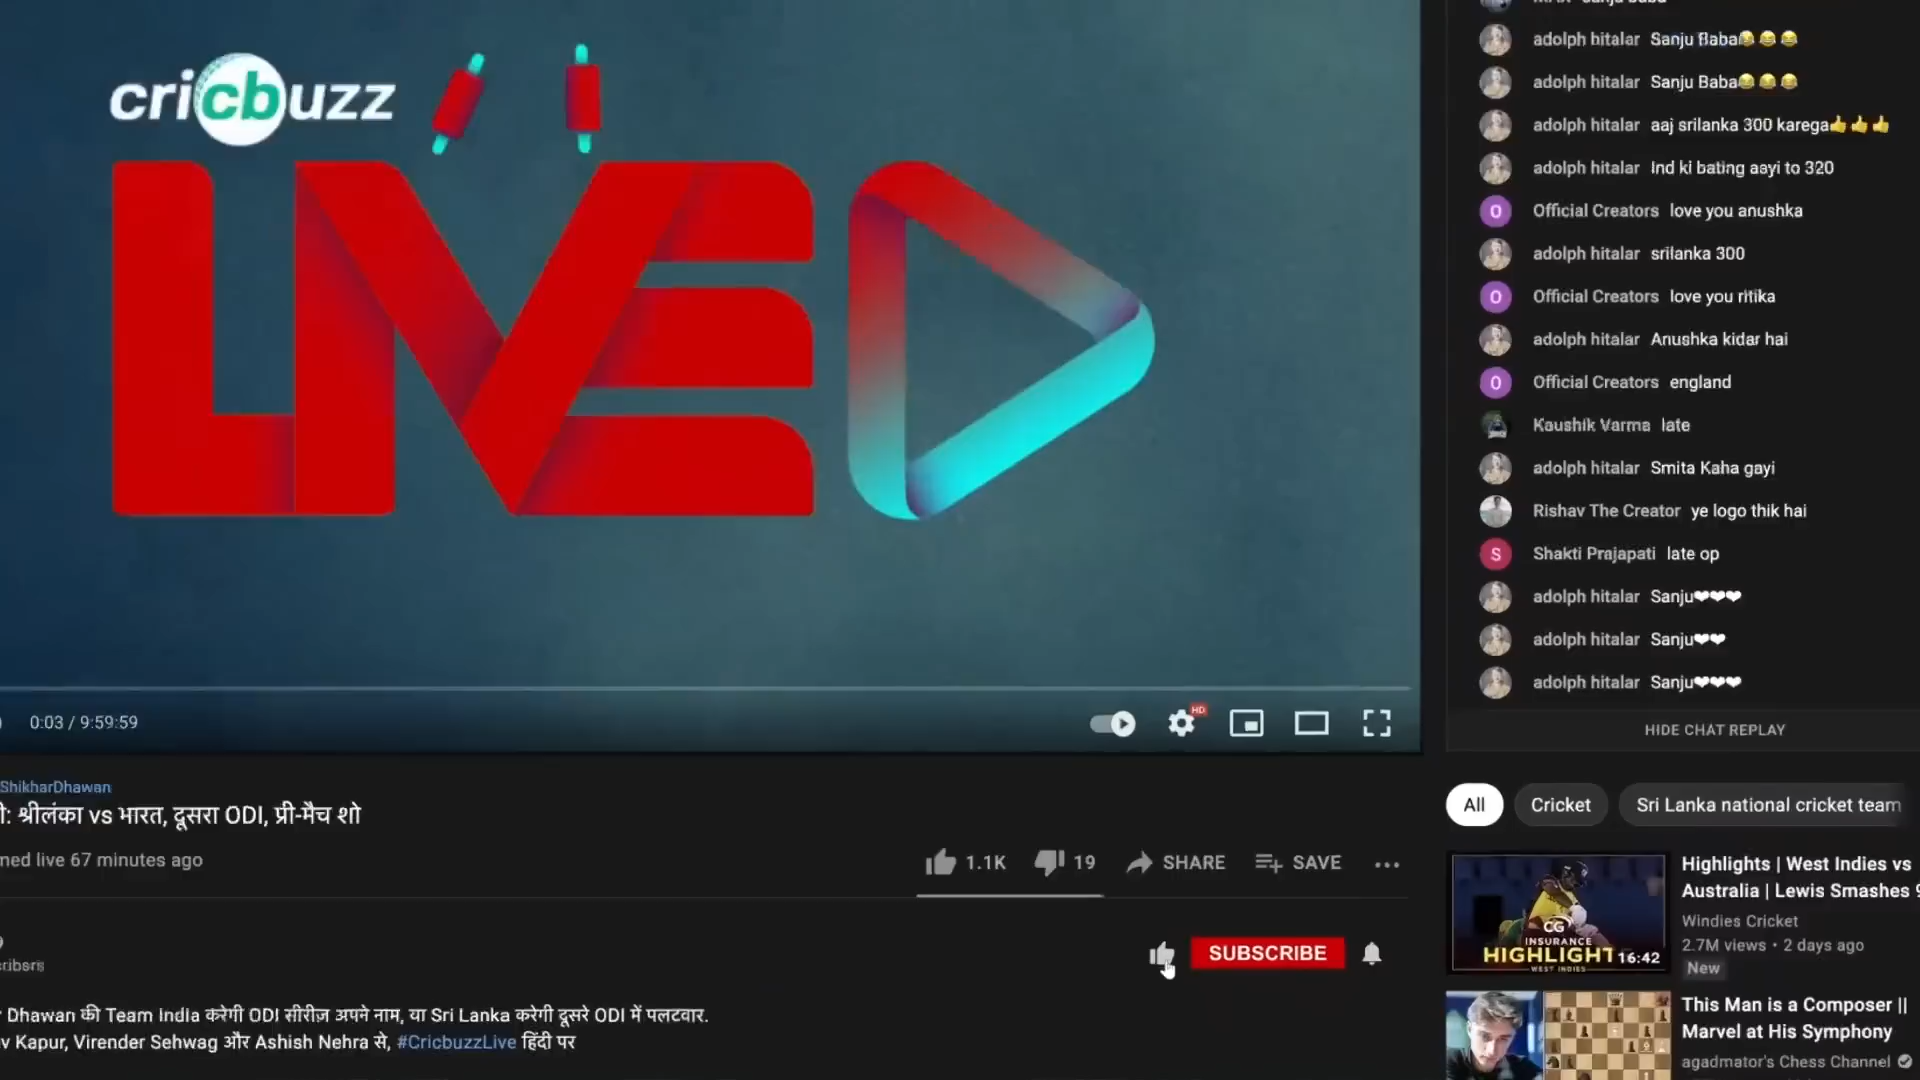 cricbuzz
LIVE
0:03 / 9:59:59
HD
ShikharDhawan
श्रीलंका vs भारत, दूसरा ODI, प्री-मैच शो
live 67 minutes ago
1.1K
19
SHARE
SAVE
SUBSCRIBE
Dhawan की Team India करेगी ODI सीरीज़ अपने नाम, या Sri Lanka करेगी दूसरे ODI में पलटवार.
Kapur, Virender Sehwag और Ashish Nehra से, #CricbuzzLive हिंदी पर
adolph hitalar Sanju Baba😂😂😂
adolph hitalar Sanju Baba😂😂😂
adolph hitalar aaj srilanka 300 karega👍👍👍
adolph hitalar Ind ki bating aayi to 320
O Official Creators love you anushka
adolph hitalar srilanka 300
O Official Creators love you ritika
adolph hitalar Anushka kidar hai
O Official Creators england
Kaushik Varma late
adolph hitalar Smita Kaha gayi
Rishav The Creator ye logo thik hai
S Shakti Prajapati late op
adolph hitalar Sanju❤❤❤
adolph hitalar Sanju❤❤
adolph hitalar Sanju❤❤❤
HIDE CHAT REPLAY
All
Cricket
Sri Lanka national cricket team
CG
INSURANCE
HIGHLIGHT
WEST INDIES
16:42
Highlights | West Indies vs
Australia | Lewis Smashes
Windies Cricket
2.7M views • 2 days ago
New
This Man is a Composer ||
Marvel at His Symphony
agadmator's Chess Channel